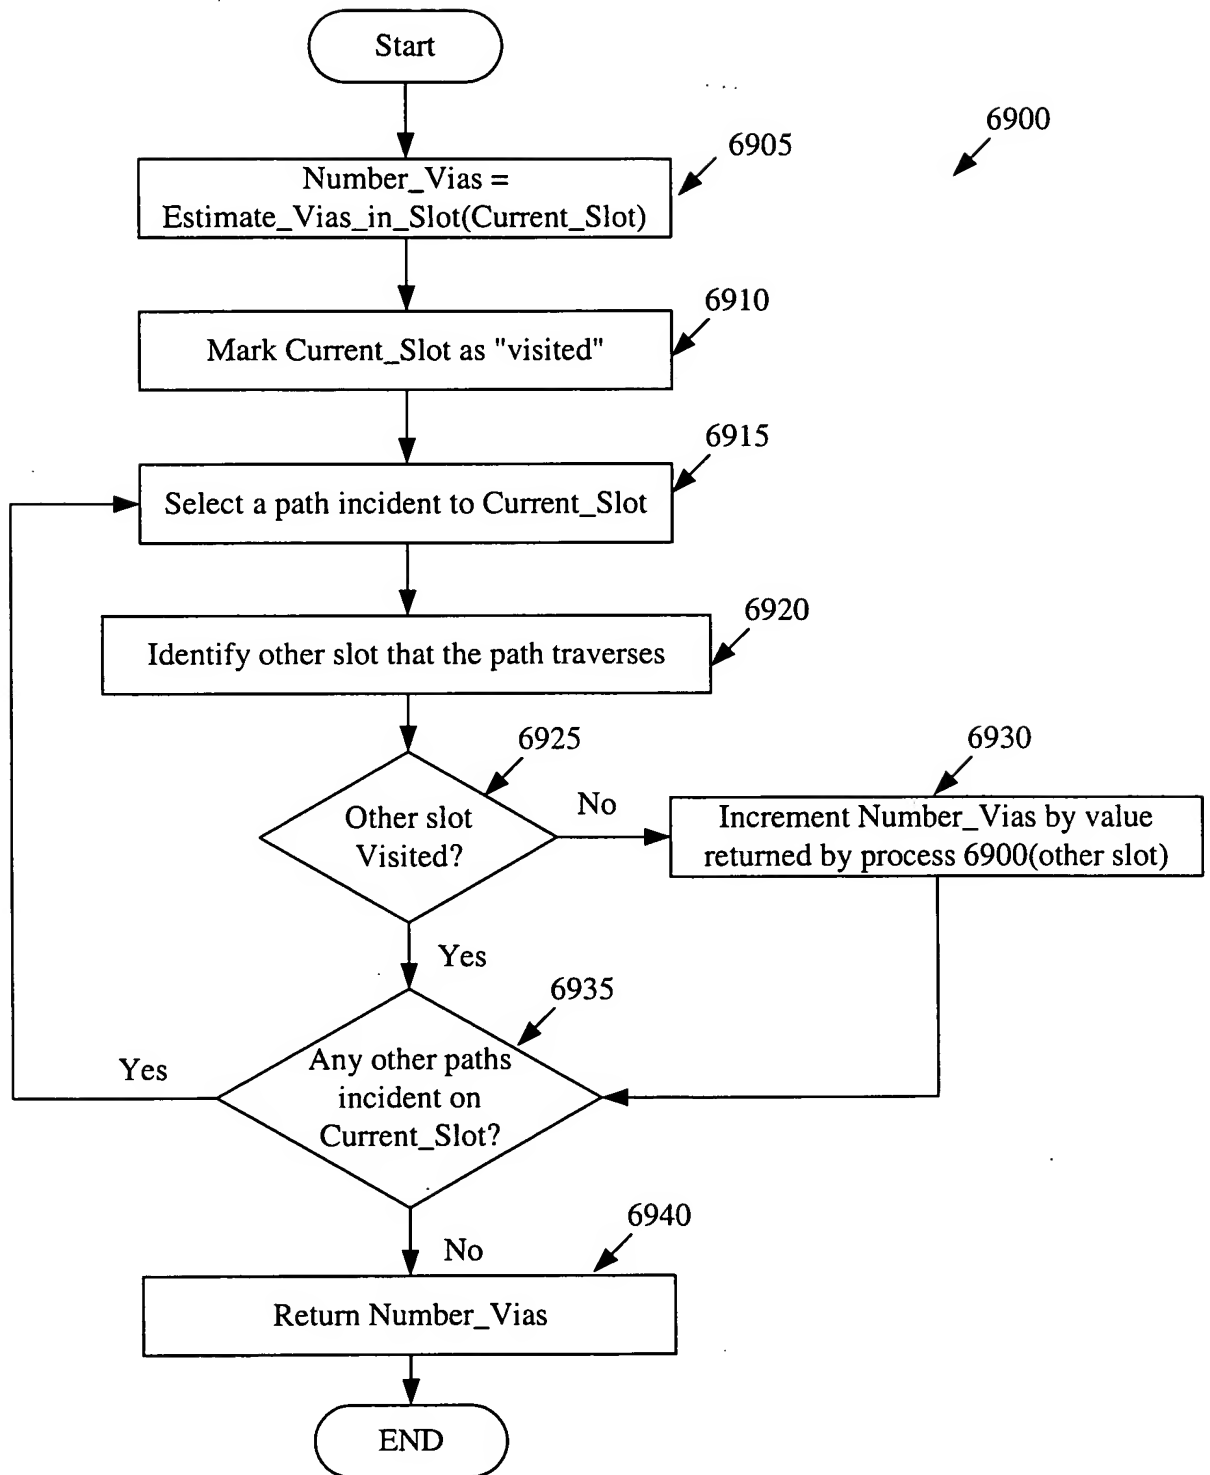 Start
6900
6905
Number_Vias =
Estimate_Vias_in_Slot(Current_Slot)
6910
Mark Current_Slot as "visited"
6915
Select a path incident to Current_Slot
6920
Identify other slot that the path traverses
6925
Other slot
Visited?
No
6930
Increment Number_Vias by value
returned by process 6900(other slot)
Yes
6935
Any other paths
incident on
Current_Slot?
Yes
No
6940
Return Number_Vias
END